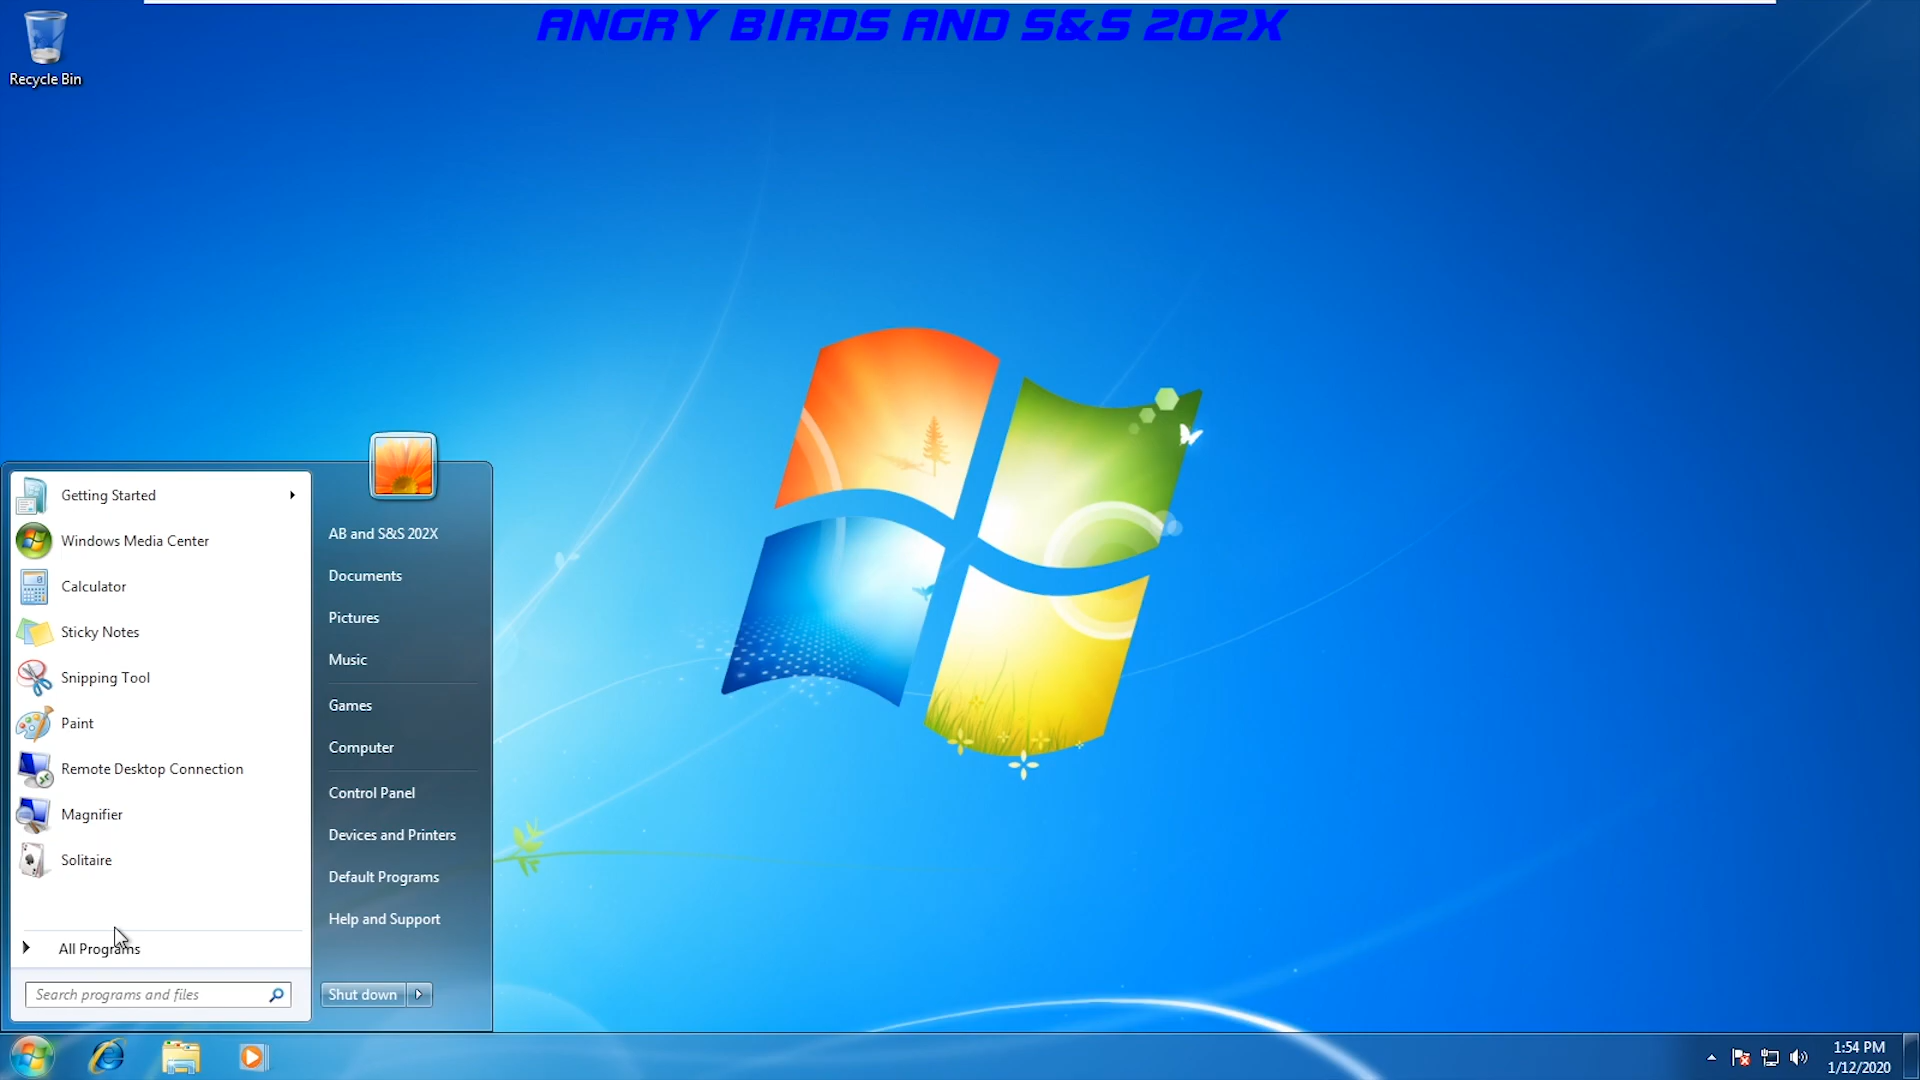 ANGRY BIRDS AND S&S 202X
Recycle Bin
Getting Started
Windows Media Center
Calculator
Sticky Notes
Snipping Tool
Paint
Remote Desktop Connection
Magnifier
Solitaire
All Programs
Search programs and files
AB and S&S 202X
Documents
Pictures
Music
Games
Computer
Control Panel
Devices and Printers
Default Programs
Help and Support
Shut down
1:54 PM
1/12/2020